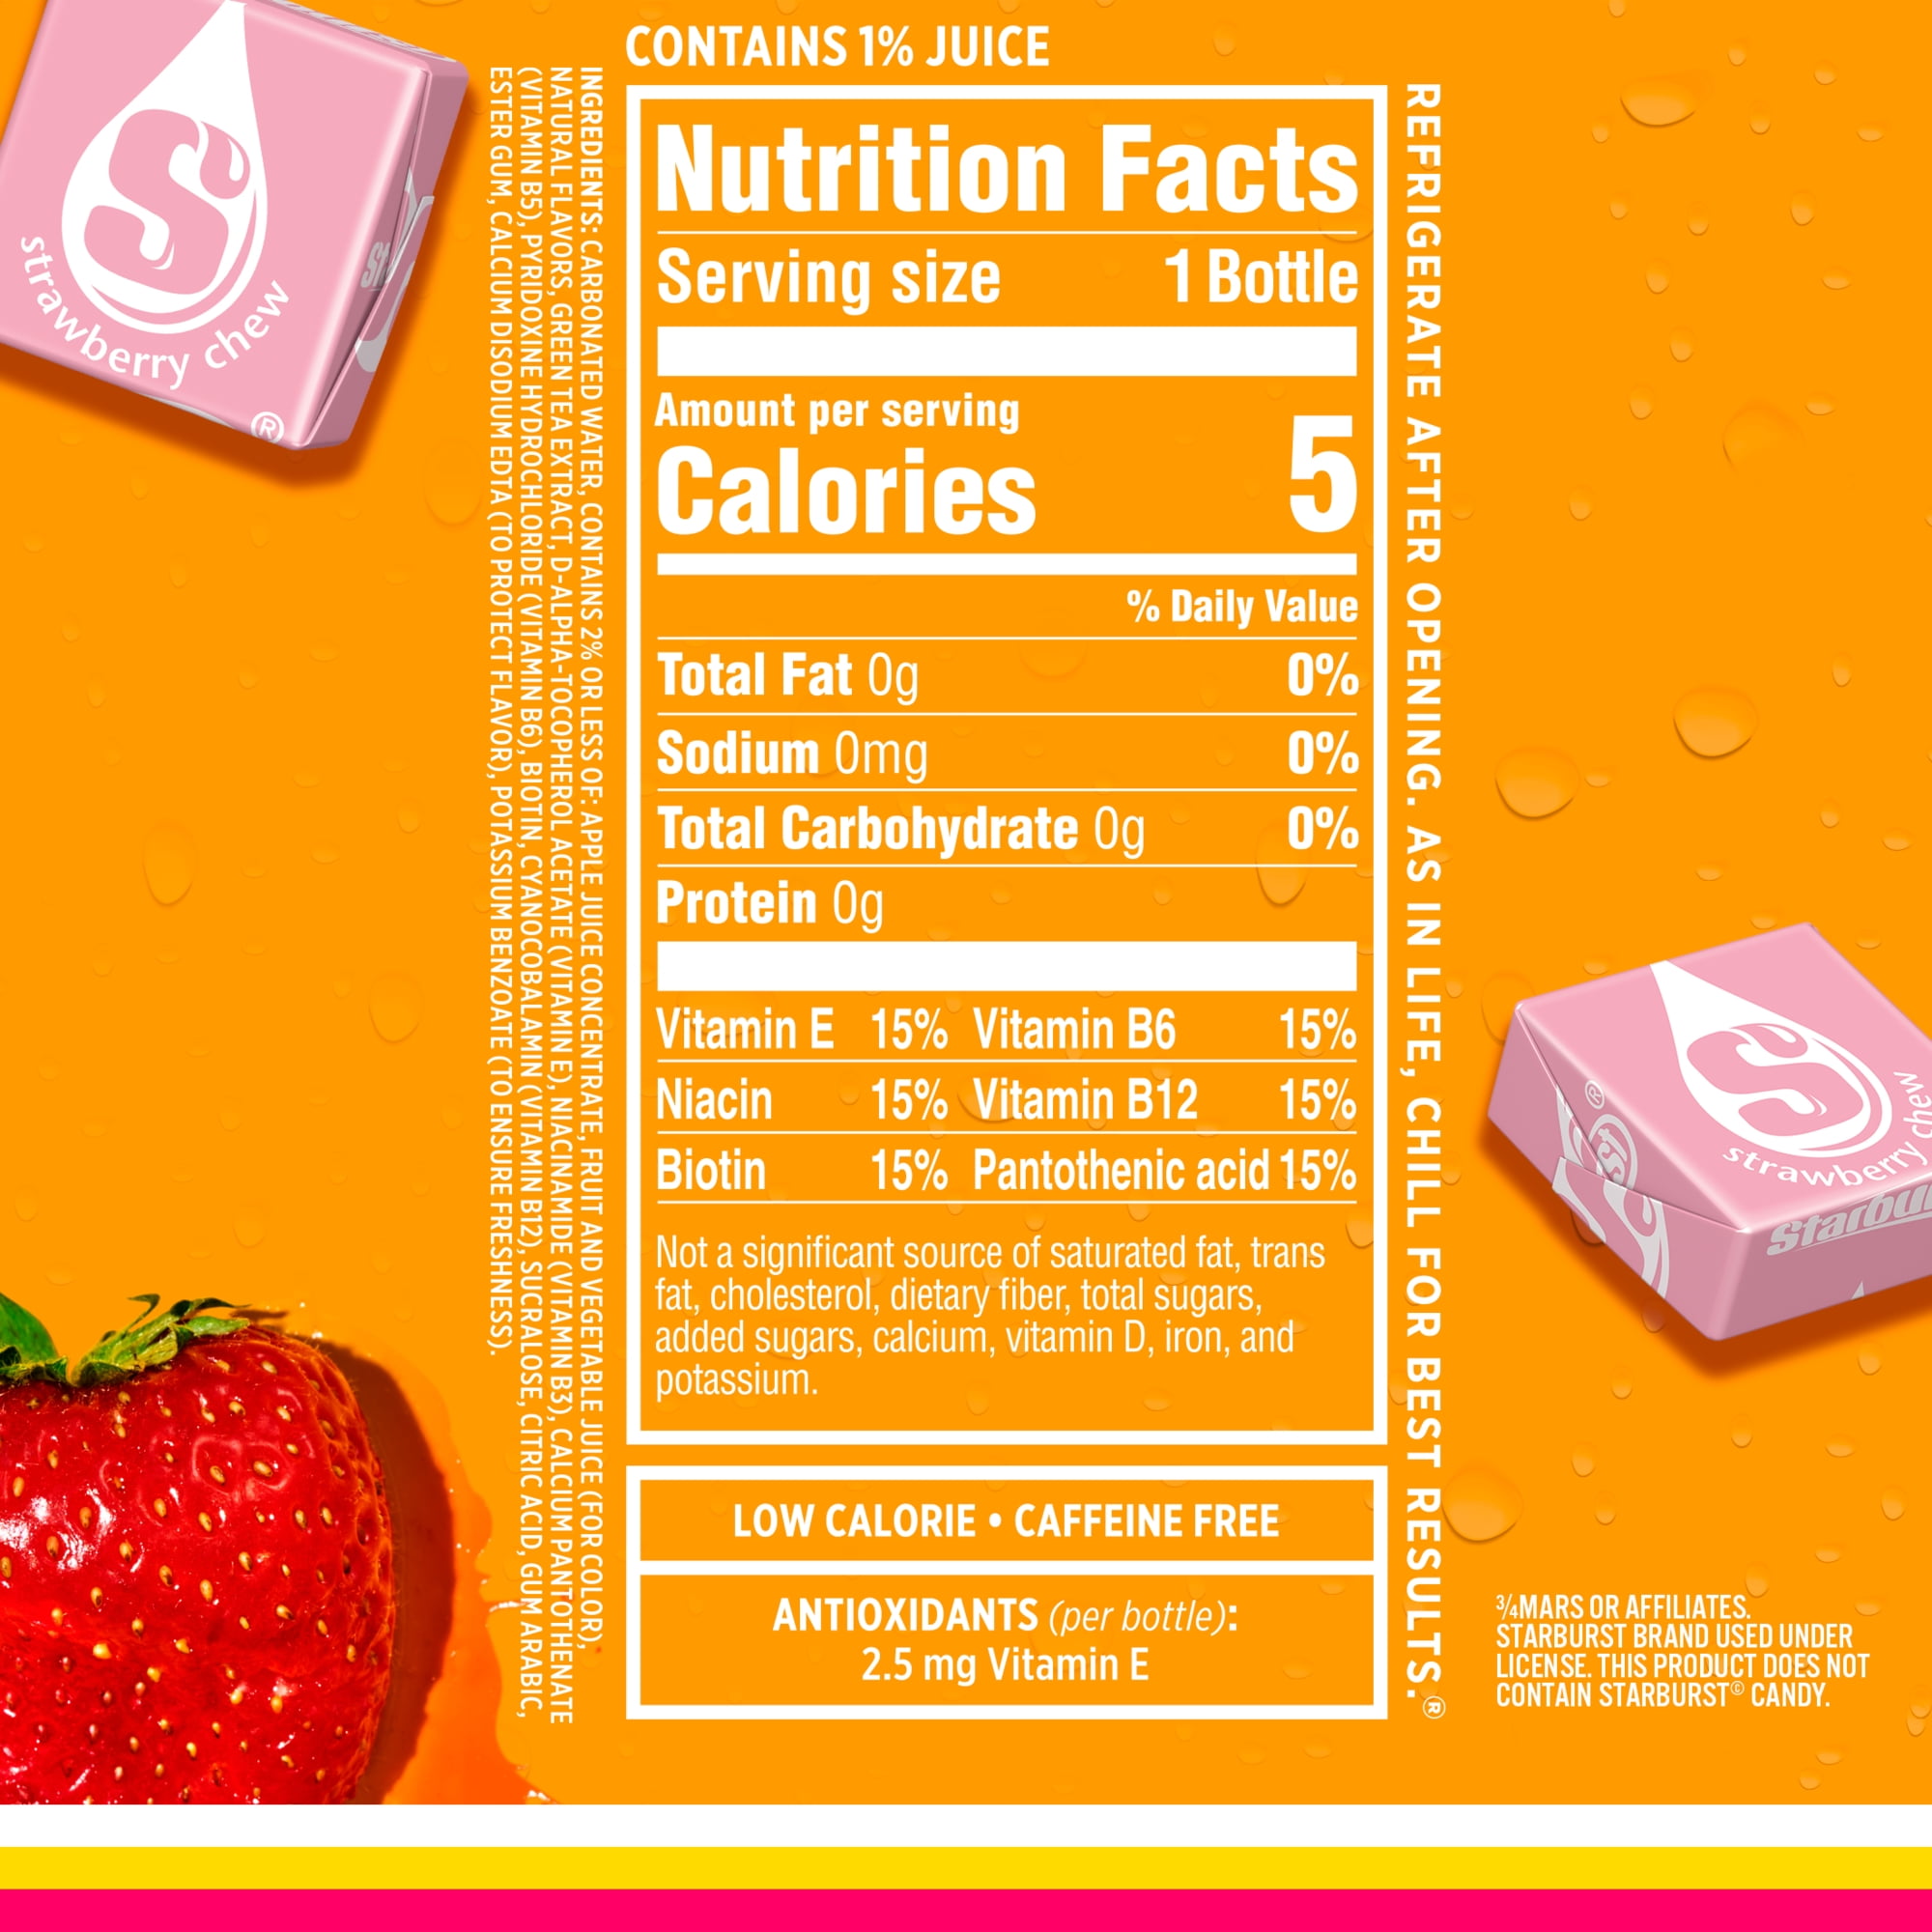 CONTAINS 1% JUICE
Nutrition Facts
Serving size 1 Bottle
Amount per serving
Calories 5
% Daily Value
Total Fat 0g 0%
Sodium 0mg 0%
Total Carbohydrate 0g 0%
Protein 0g
Vitamin E 15% Vitamin B6 15%
Niacin 15% Vitamin B12 15%
Biotin 15% Pantothenic acid 15%
Not a significant source of saturated fat, trans
fat, cholesterol, dietary fiber, total sugars,
added sugars, calcium, vitamin D, iron, and
potassium.
LOW CALORIE • CAFFEINE FREE
ANTIOXIDANTS (per bottle):
2.5 mg Vitamin E
INGREDIENTS: CARBONATED WATER, CONTAINS 2% OR LESS OF: APPLE JUICE CONCENTRATE, FRUIT AND VEGETABLE JUICE (FOR COLOR),
NATURAL FLAVORS, GREEN TEA EXTRACT, D-ALPHA-TOCOPHEROL ACETATE (VITAMIN E), NIACINAMIDE (VITAMIN B3), CALCIUM PANTOTHENATE
(VITAMIN B5), PYRIDOXINE HYDROCHLORIDE (VITAMIN B6), BIOTIN, CYANOCOBALAMIN (VITAMIN B12), SUCRALOSE, CITRIC ACID, GUM ARABIC,
ESTER GUM, CALCIUM DISODIUM EDTA (TO PROTECT FLAVOR), POTASSIUM BENZOATE (TO ENSURE FRESHNESS).
REFRIGERATE AFTER OPENING. AS IN LIFE, CHILL FOR BEST RESULTS.®
S
strawberry chew
®
St
S
strawberry chew
®
Starbu
¾MARS OR AFFILIATES.
STARBURST BRAND USED UNDER
LICENSE. THIS PRODUCT DOES NOT
CONTAIN STARBURST© CANDY.